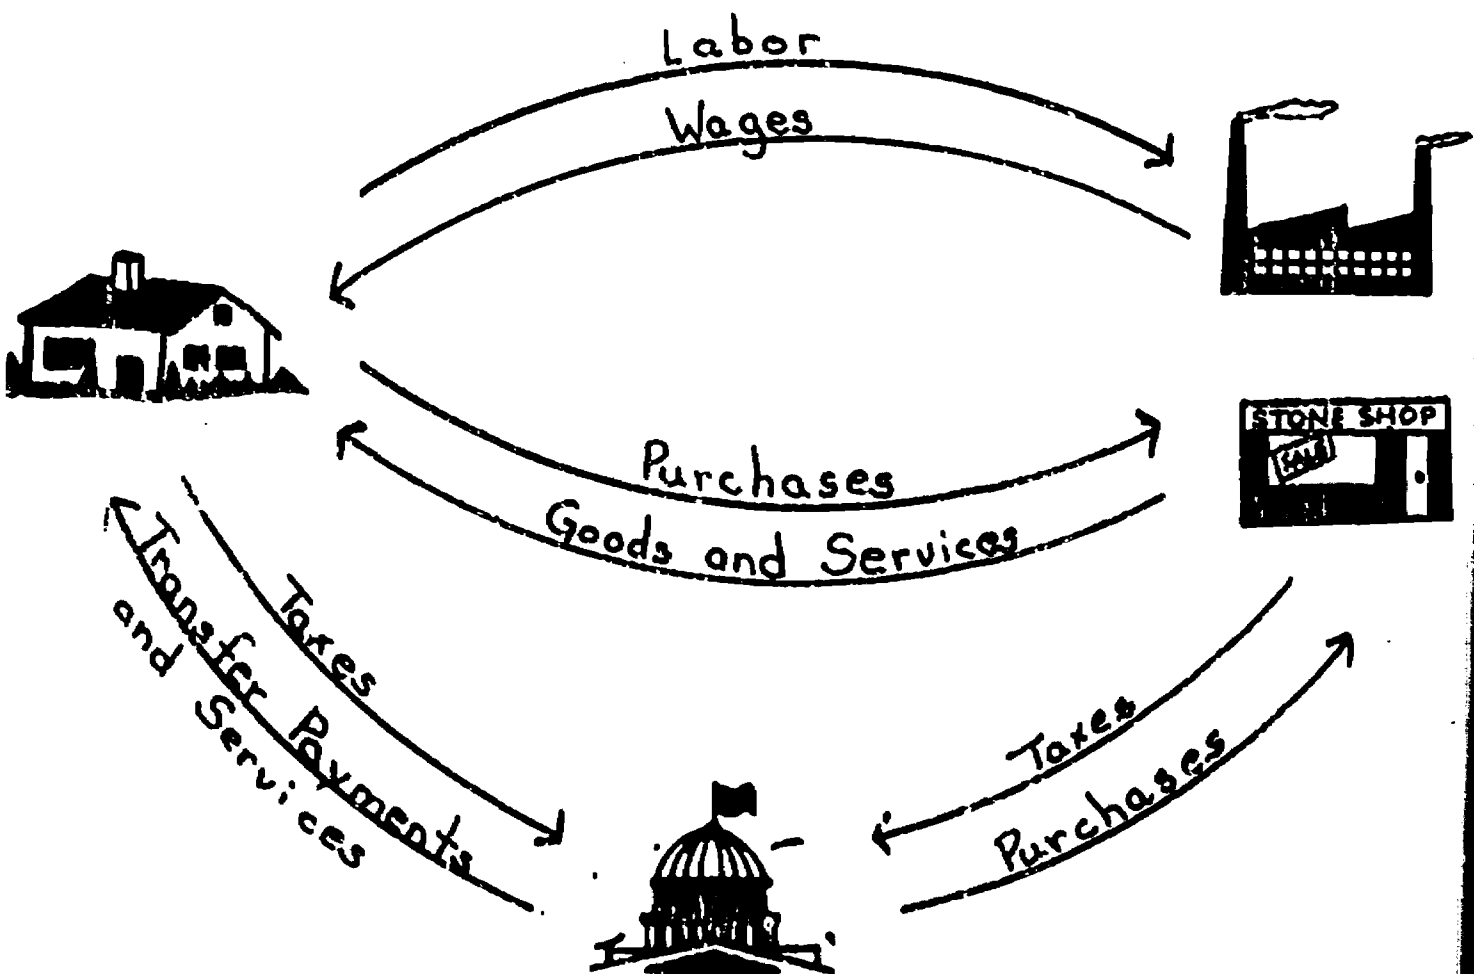 Labor
Wages
STONE SHOP
SALE
Purchases
Goods and Services
Taxes
Transfer Payments
and Services
Taxes
Purchases